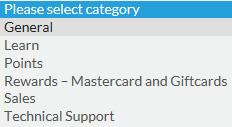 Please select category
General
Learn
Points
Rewards – Mastercard and Giftcards
Sales
Technical Support